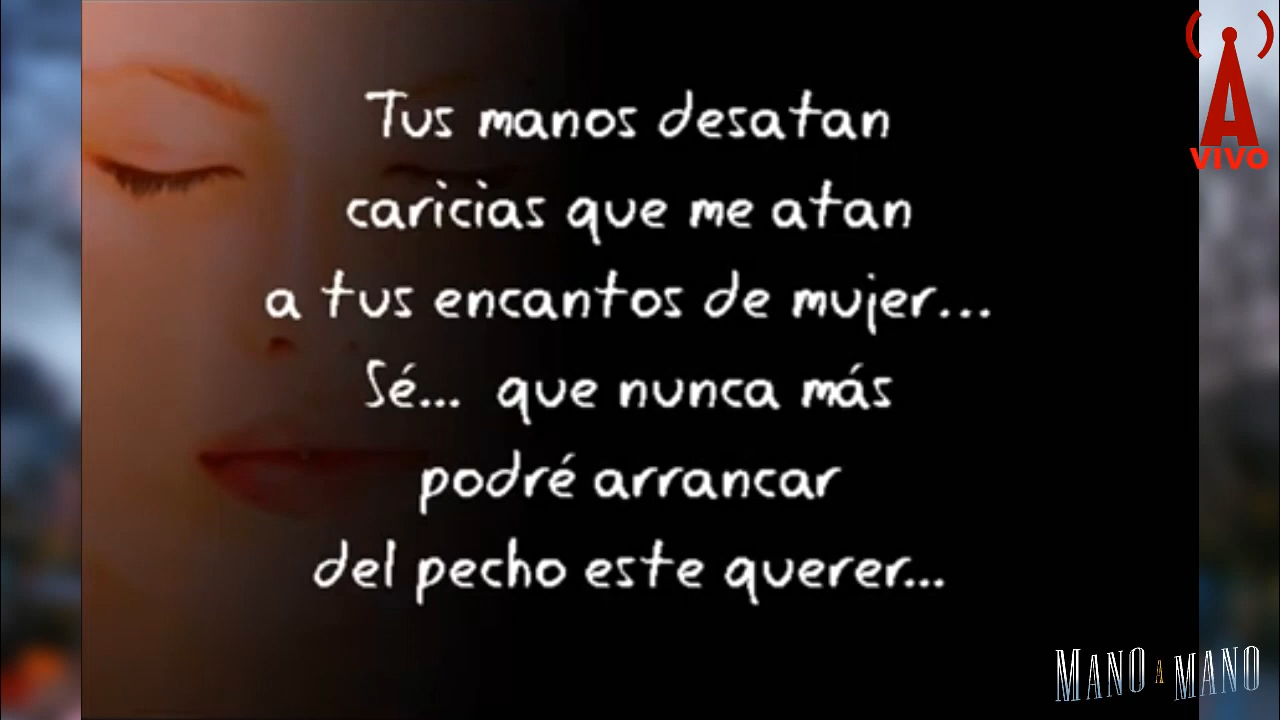 Tus manos desatan
caricias que me atan
a tus encantos de mujer...
Sé... que nunca más
podré arrancar
del pecho este querer...
A
VIVO
MANO A MANO